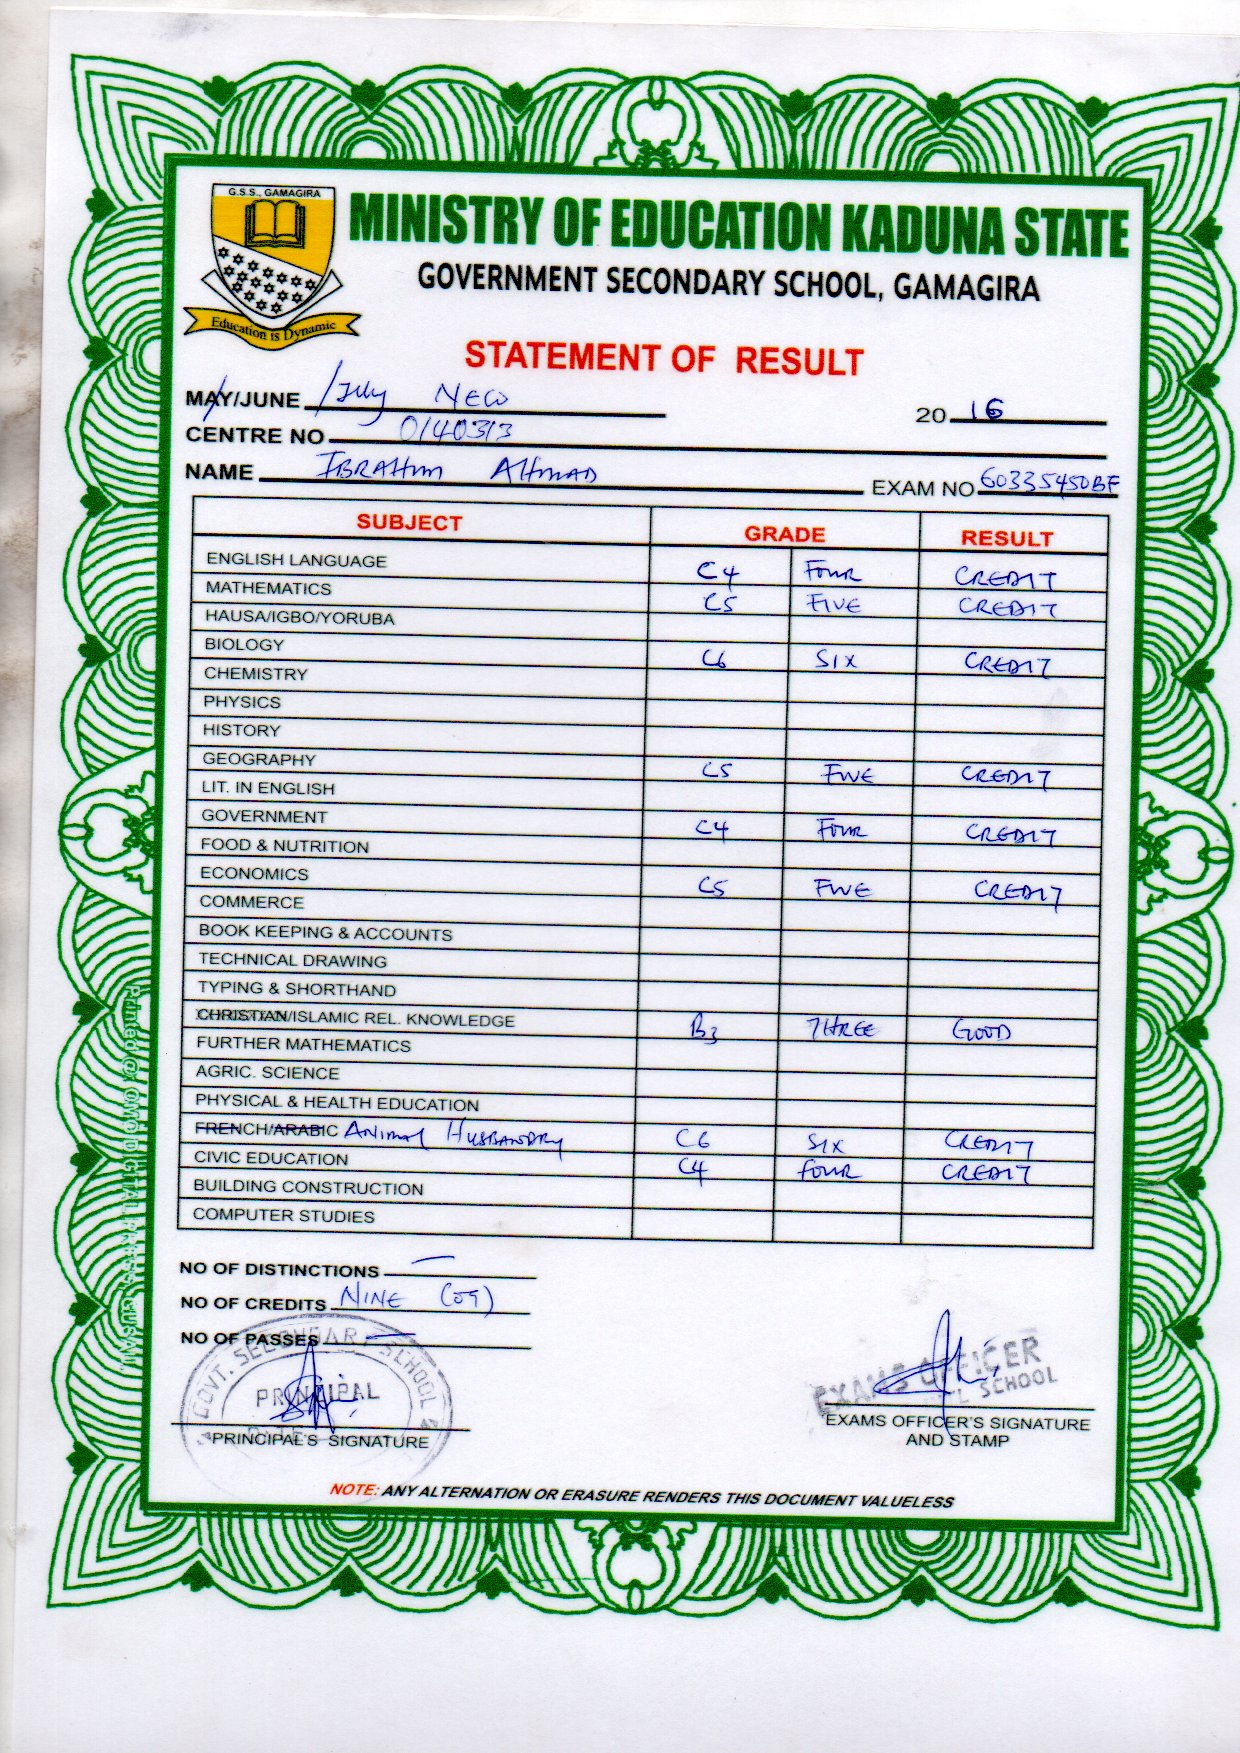 G.S.S., GAMAGIRA
Education is Dynamic
MINISTRY OF EDUCATION KADUNA STATE
GOVERNMENT SECONDARY SCHOOL, GAMAGIRA
STATEMENT OF RESULT
MAY/JUNE /July NECO 2016
CENTRE NO 0140313
NAME IBRAHIM AHMAD EXAM NO 60335450BF
SUBJECT GRADE RESULT
ENGLISH LANGUAGE C4 FOUR CREDIT
MATHEMATICS C5 FIVE CREDIT
HAUSA/IGBO/YORUBA
BIOLOGY C6 SIX CREDIT
CHEMISTRY
PHYSICS
HISTORY
GEOGRAPHY C5 FIVE CREDIT
LIT. IN ENGLISH
GOVERNMENT C4 FOUR CREDIT
FOOD & NUTRITION
ECONOMICS C5 FIVE CREDIT
COMMERCE
BOOK KEEPING & ACCOUNTS
TECHNICAL DRAWING
TYPING & SHORTHAND
CHRISTIAN/ISLAMIC REL. KNOWLEDGE B3 THREE GOOD
FURTHER MATHEMATICS
AGRIC. SCIENCE
PHYSICAL & HEALTH EDUCATION
FRENCH/ARABIC Animal HUSBANDRY C6 SIX CREDIT
CIVIC EDUCATION C4 FOUR CREDIT
BUILDING CONSTRUCTION
COMPUTER STUDIES
NO OF DISTINCTIONS —
NO OF CREDITS NINE (09)
NO OF PASSES —
GOVT. SECONDARY SCHOOL
PRINCIPAL
EXAMS OFFICER
SCHOOL
PRINCIPAL'S SIGNATURE
EXAMS OFFICER'S SIGNATURE
AND STAMP
NOTE: ANY ALTERNATION OR ERASURE RENDERS THIS DOCUMENT VALUELESS